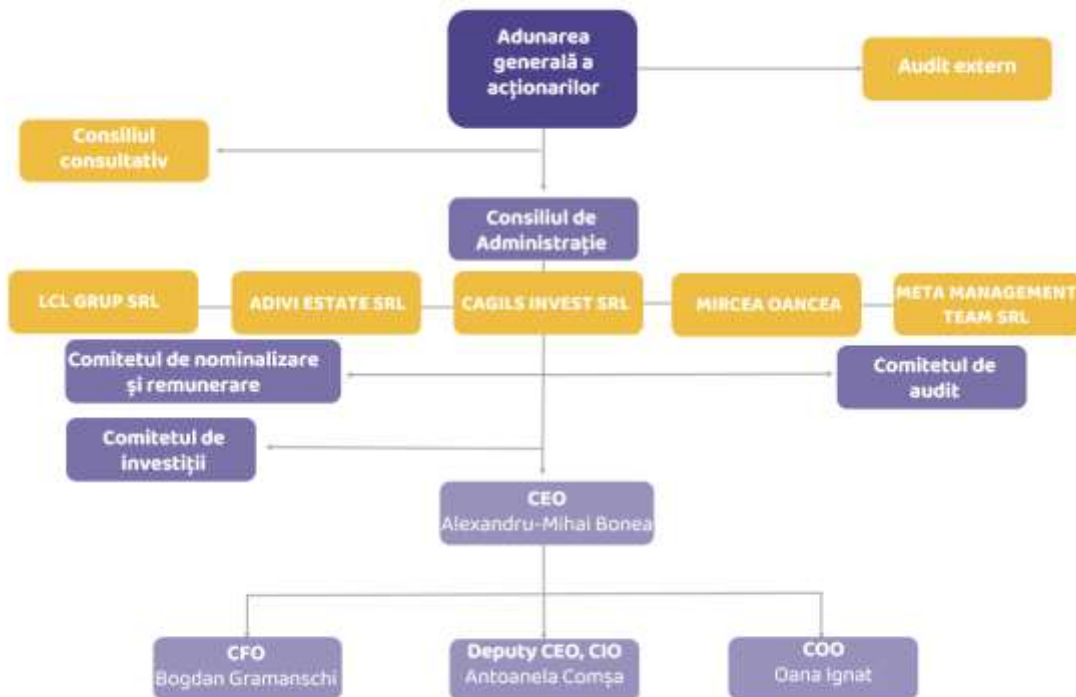 Adunarea
generală a
acționarilor
Audit extern
Consiliul
consultativ
Consiliul de
Administrație
LCL GRUP SRL
ADIVI ESTATE SRL
CAGILS INVEST SRL
MIRCEA OANCEA
META MANAGEMENT
TEAM SRL
Comitetul de nominalizare
și remunerare
Comitetul de
audit
Comitetul de
investiții
CEO
Alexandru-Mihai Bonea
CFO
Bogdan Gramanschi
Deputy CEO, CIO
Antoanela Comșa
COO
Oana Ignat